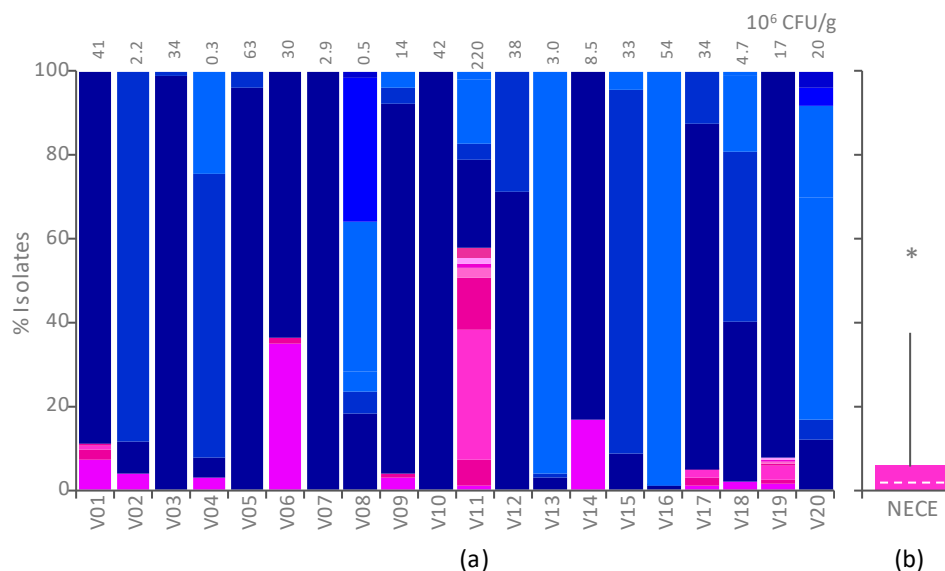 10⁶ CFU/g
41 2.2 34 0.3 63 30 2.9 0.5 14 42 220 38 3.0 8.5 33 54 34 4.7 17 20
100
80
60
40
20
0
% Isolates
*
V01 V02 V03 V04 V05 V06 V07 V08 V09 V10 V11 V12 V13 V14 V15 V16 V17 V18 V19 V20
NECE
(a) (b)